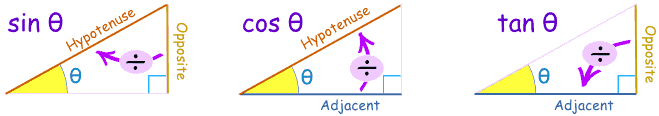 sin θ
Hypotenuse
Opposite
÷
θ
cos θ
Hypotenuse
÷
θ
Adjacent
tan θ
Opposite
÷
θ
Adjacent